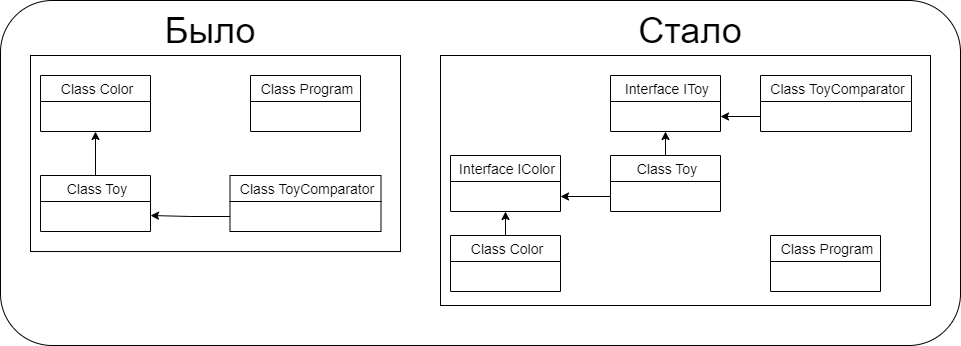 Было
Class Color
Class Program
Class Toy
Class ToyComparator
Стало
Interface IToy
Class ToyComparator
Interface IColor
Class Toy
Class Color
Class Program